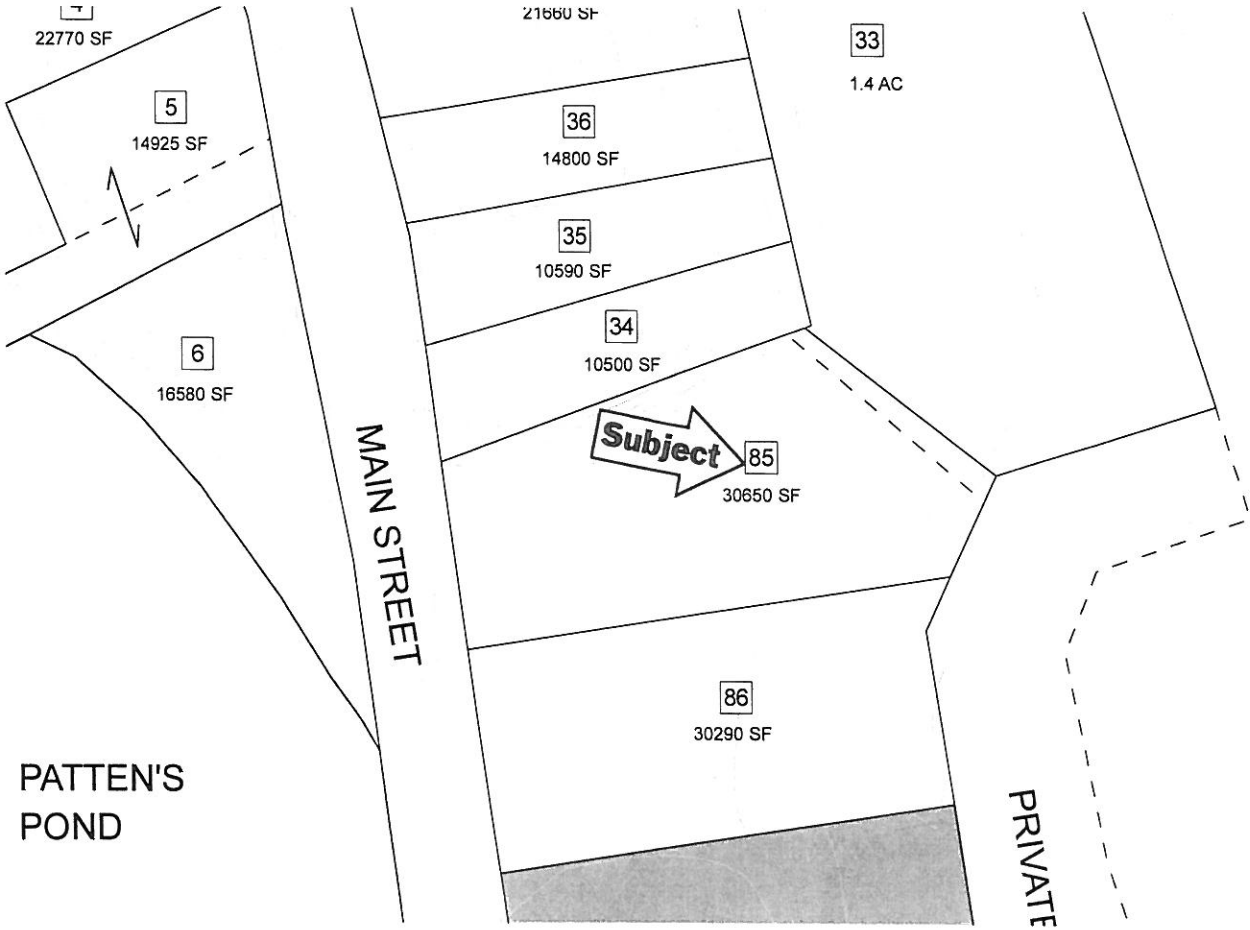 4
22770 SF
21660 SF
33
1.4 AC
5
14925 SF
36
14800 SF
35
10590 SF
34
10500 SF
6
16580 SF
Subject
85
30650 SF
MAIN STREET
86
30290 SF
PATTEN'S
POND
PRIVATE